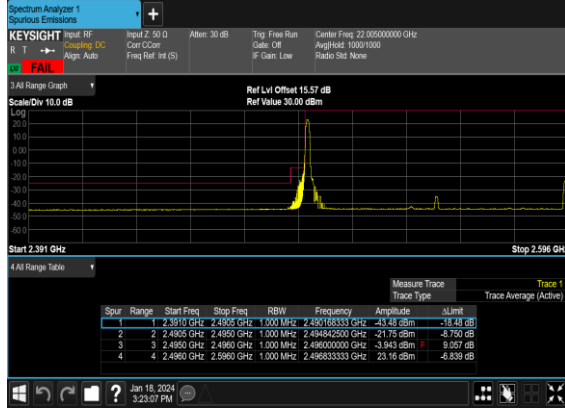 Spectrum Analyzer 1
Spurious Emissions
+
KEYSIGHT Input: RF Input Z: 50 Ω Atten: 30 dB Trig: Free Run Center Freq: 22.005000000 GHz
R T Coupling: DC Corr CCorr Gate: Off Avg|Hold: 1000/1000
Align: Auto Freq Ref: Int (S) IF Gain: Low Radio Std: None
FAIL
3 All Range Graph
Ref Lvl Offset 15.57 dB
Scale/Div 10.0 dB Ref Value 30.00 dBm
Log
20.0
10.0
0.00
-10.0
-20.0
-30.0
-40.0
-50.0
-60.0
Start 2.391 GHz Stop 2.596 GH
4 All Range Table
Measure Trace Trace 1
Trace Type Trace Average (Active)
Spur Range Start Freq Stop Freq RBW Frequency Amplitude ΔLimit
1 1 2.3910 GHz 2.4905 GHz 1.000 MHz 2.490168333 GHz -43.48 dBm -18.48 dB
2 2 2.4905 GHz 2.4950 GHz 1.000 MHz 2.494842500 GHz -21.75 dBm -8.750 dB
3 3 2.4950 GHz 2.4960 GHz 1.000 MHz 2.496000000 GHz -3.943 dBm F 9.057 dB
4 4 2.4960 GHz 2.5960 GHz 1.000 MHz 2.496833333 GHz 23.16 dBm -6.839 dB
? Jan 18, 2024
3:23:07 PM